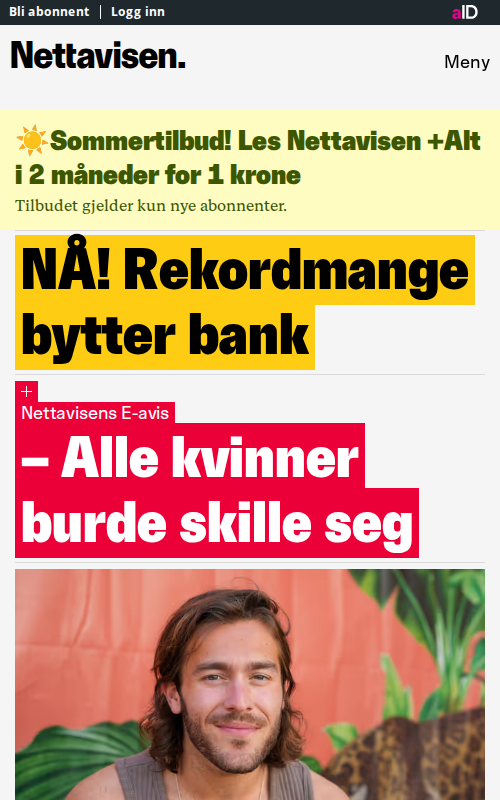 Bli abonnent | Logg inn
aID
Nettavisen.
Meny
☀️Sommertilbud! Les Nettavisen +Alt
i 2 måneder for 1 krone
Tilbudet gjelder kun nye abonnenter.
NÅ! Rekordmange
bytter bank
+
Nettavisens E-avis
– Alle kvinner
burde skille seg